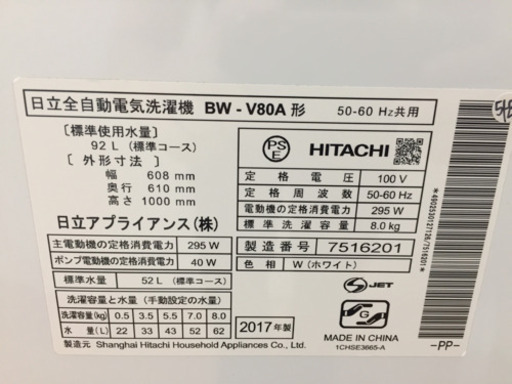 日立全自動電気洗濯機 BW-V80A形 50-60 Hz共用
〔標準使用水量〕
92 L (標準コース)
〔外形寸法〕
幅 608 mm
奥行 610 mm
高さ 1000 mm
日立アプライアンス(株)
PS
E
HITACHI
定格電圧 100 V
定格周波数 50-60 Hz
電動機の定格消費電力 295 W
標準洗濯容量 8.0kg
主電動機の定格消費電力 295 W
ポンプ電動機の定格消費電力 40 W
製造番号 7516201
色相 W(ホワイト)
標準水量 52 L (標準コース)
洗濯容量と水量 (手動設定の水量)
洗濯容量(kg) 0.5 3.5 5.5 7.0 8.0
水量(L) 22 33 43 52 62
2017年製
JET
MADE IN CHINA
1CHSE3665-A
製造元 Shanghai Hitachi Household Appliances Co., Ltd.
-PP-